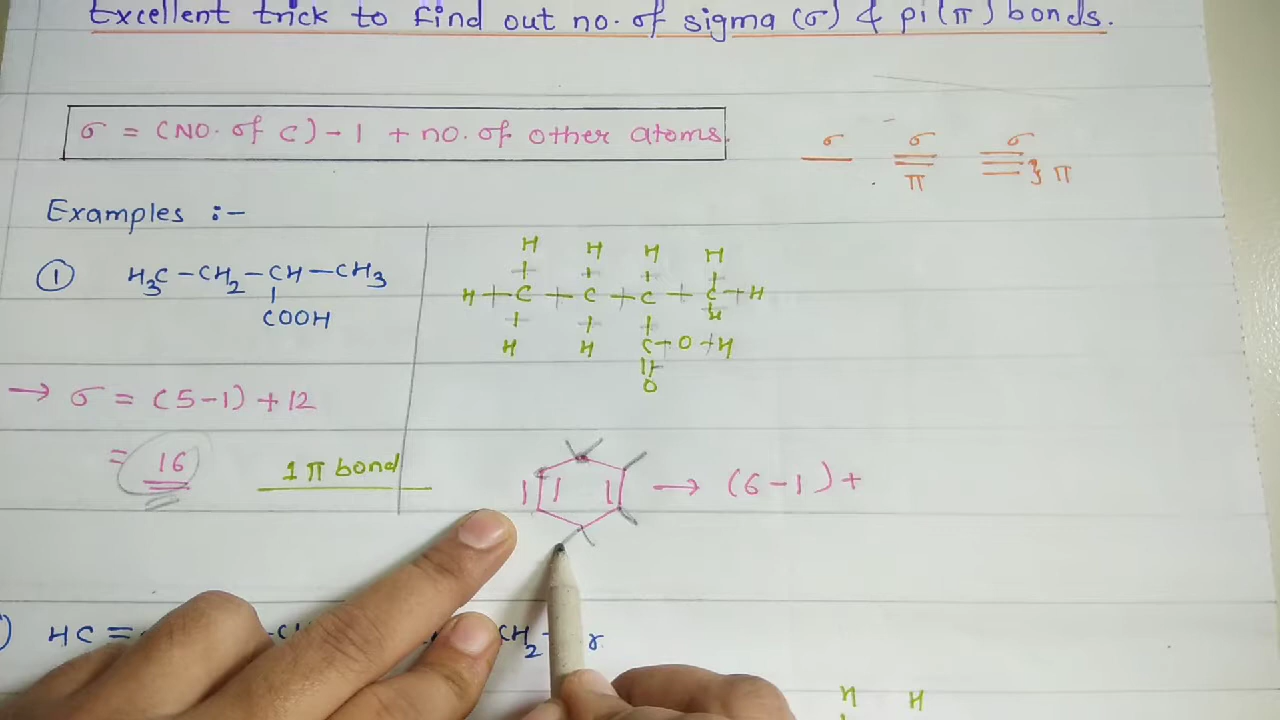 Excellent trick to find out no. of sigma (σ) & pi(π) bonds.
σ = (No. of C) - 1 + no. of other atoms.
σ σ σ
π } π
Examples :-
① H₃C - CH₂ - CH - CH₃
COOH
H H H H
H C C C C H
H H C O H H
O
→ σ = (5-1) + 12
= 16
1 π bond
→ (6-1) +
HC ≡
CH₂
H H